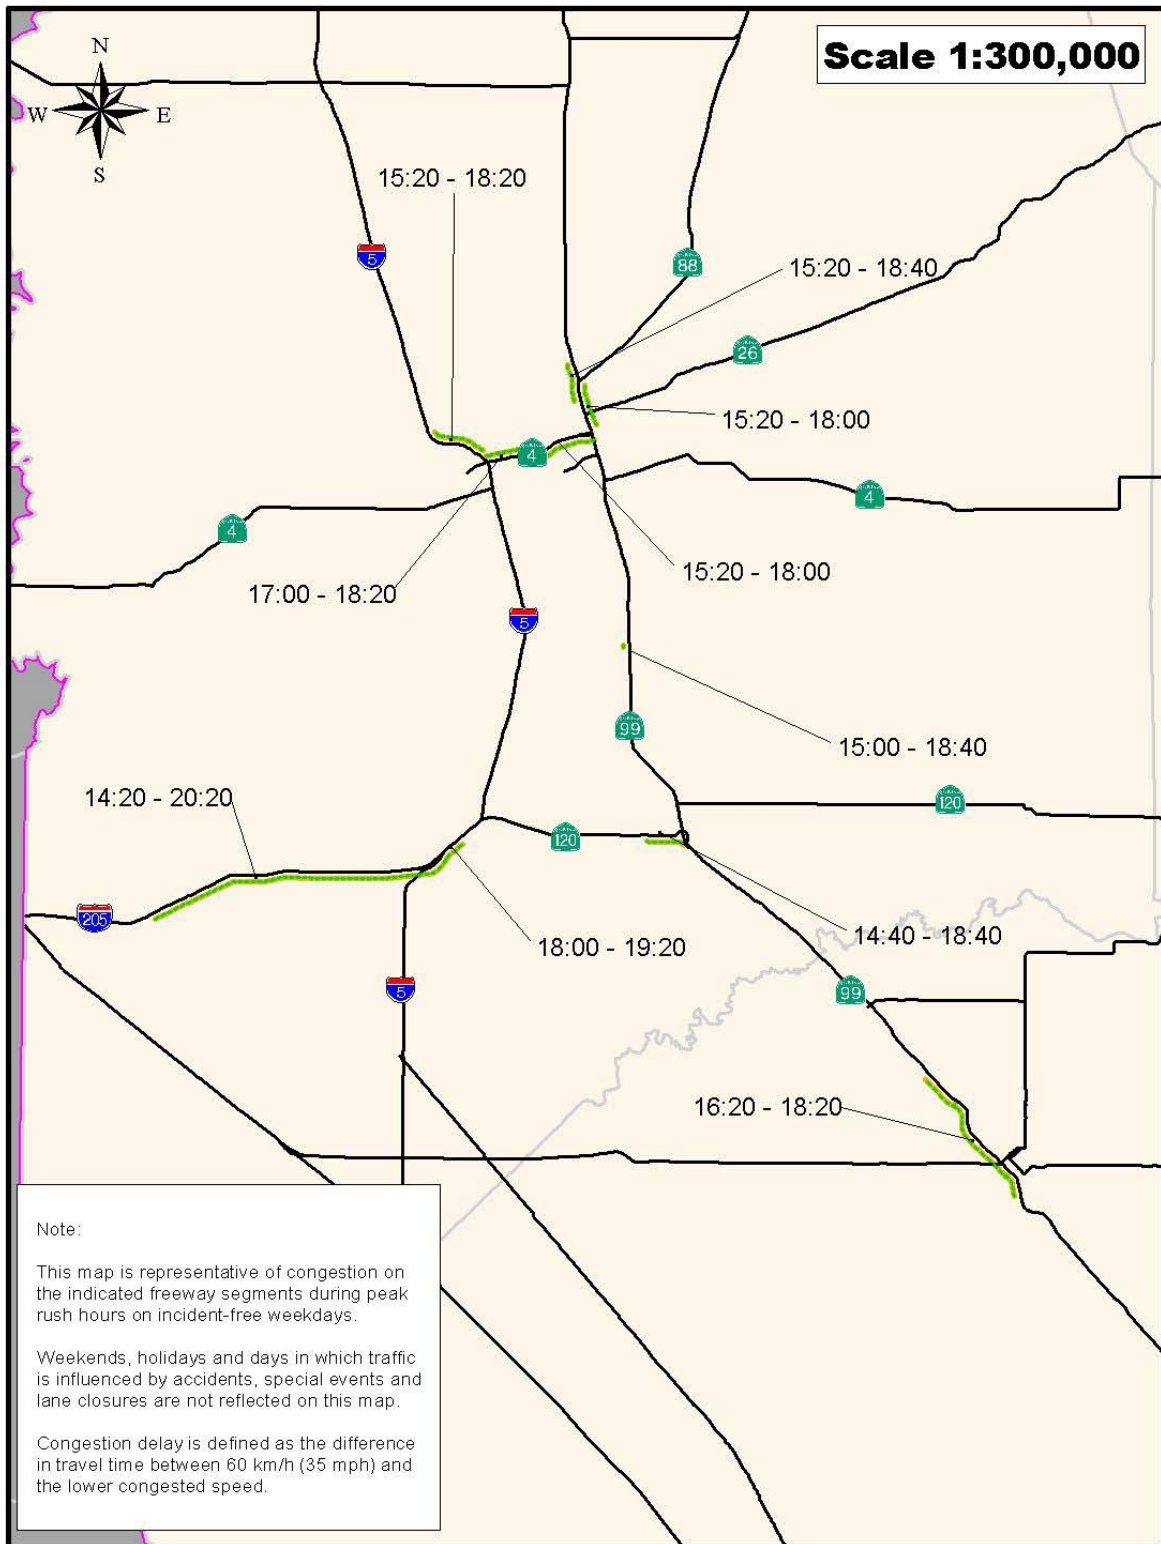 Scale 1:300,000
N
W E
S
15:20 - 18:20
5
88
15:20 - 18:40
26
15:20 - 18:00
4
4
4
17:00 - 18:20
15:20 - 18:00
5
99
15:00 - 18:40
14:20 - 20:20
120
120
205
18:00 - 19:20
14:40 - 18:40
5
99
16:20 - 18:20
Note:
This map is representative of congestion on
the indicated freeway segments during peak
rush hours on incident-free weekdays.
Weekends, holidays and days in which traffic
is influenced by accidents, special events and
lane closures are not reflected on this map.
Congestion delay is defined as the difference
in travel time between 60 km/h (35 mph) and
the lower congested speed.